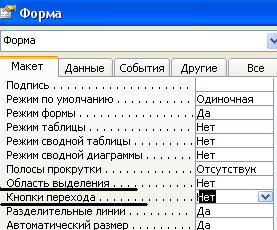 Форма
Форма
Макет Данные События Другие Все
Подпись
Режим по умолчанию Одиночная
Режим формы Да
Режим таблицы Нет
Режим сводной таблицы Нет
Режим сводной диаграммы Нет
Полосы прокрутки Отсутствук
Область выделения Нет
Кнопки перехода Нет
Разделительные линии Да
Автоматический размер Да